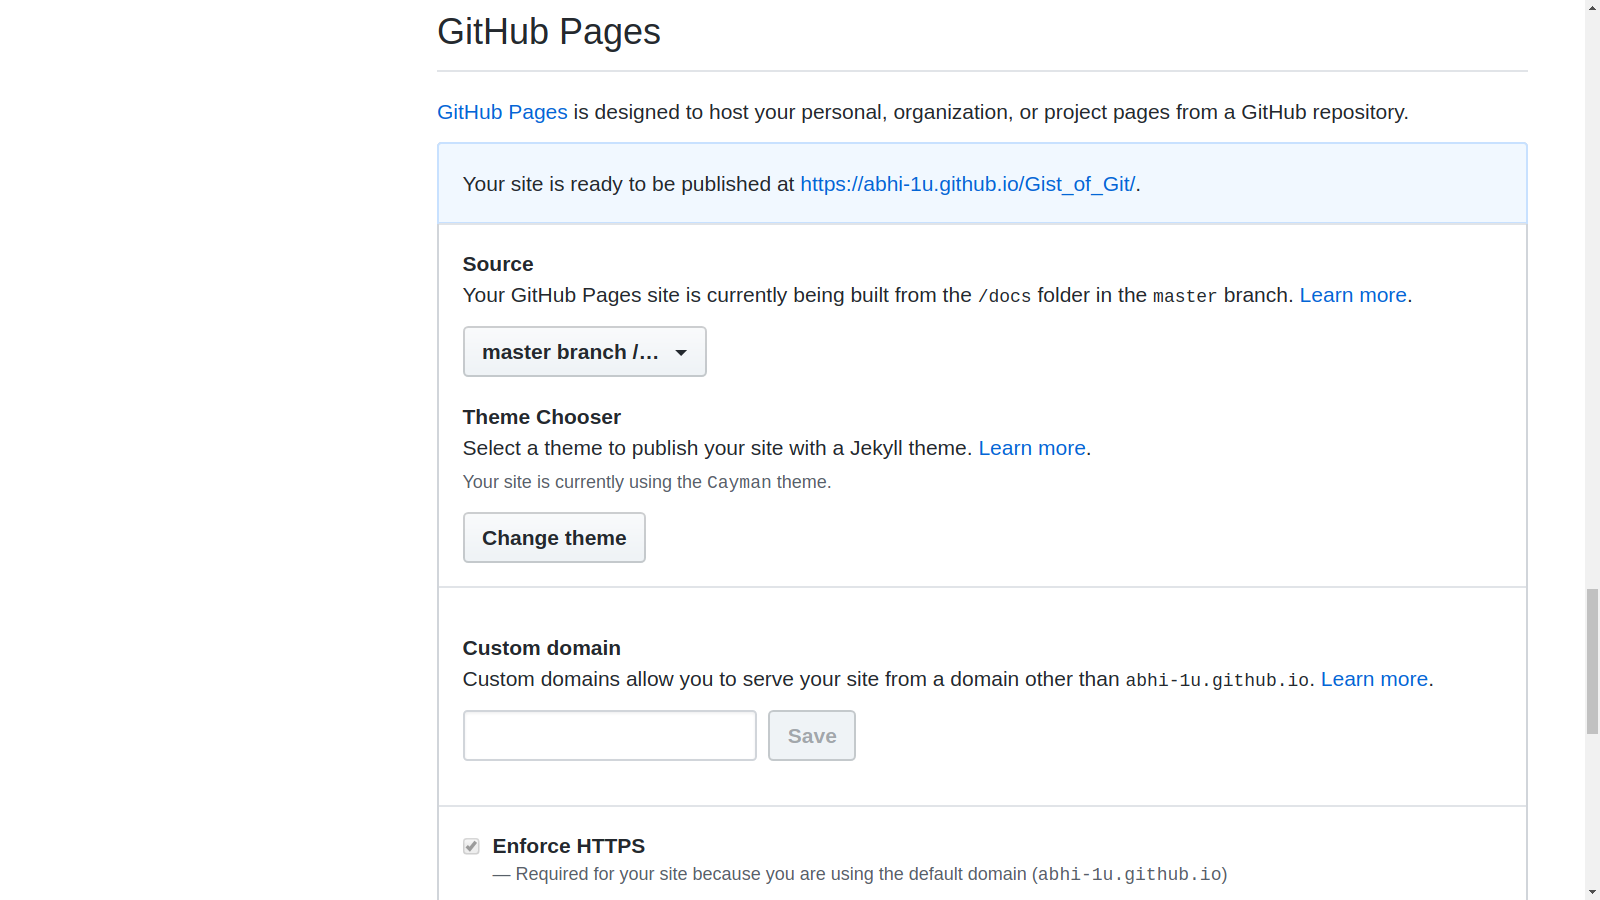 GitHub Pages
GitHub Pages is designed to host your personal, organization, or project pages from a GitHub repository.
Your site is ready to be published at https://abhi-1u.github.io/Gist_of_Git/.
Source
Your GitHub Pages site is currently being built from the /docs folder in the master branch. Learn more.
master branch /...
Theme Chooser
Select a theme to publish your site with a Jekyll theme. Learn more.
Your site is currently using the Cayman theme.
Change theme
Custom domain
Custom domains allow you to serve your site from a domain other than abhi-1u.github.io. Learn more.
Save
Enforce HTTPS
— Required for your site because you are using the default domain (abhi-1u.github.io)